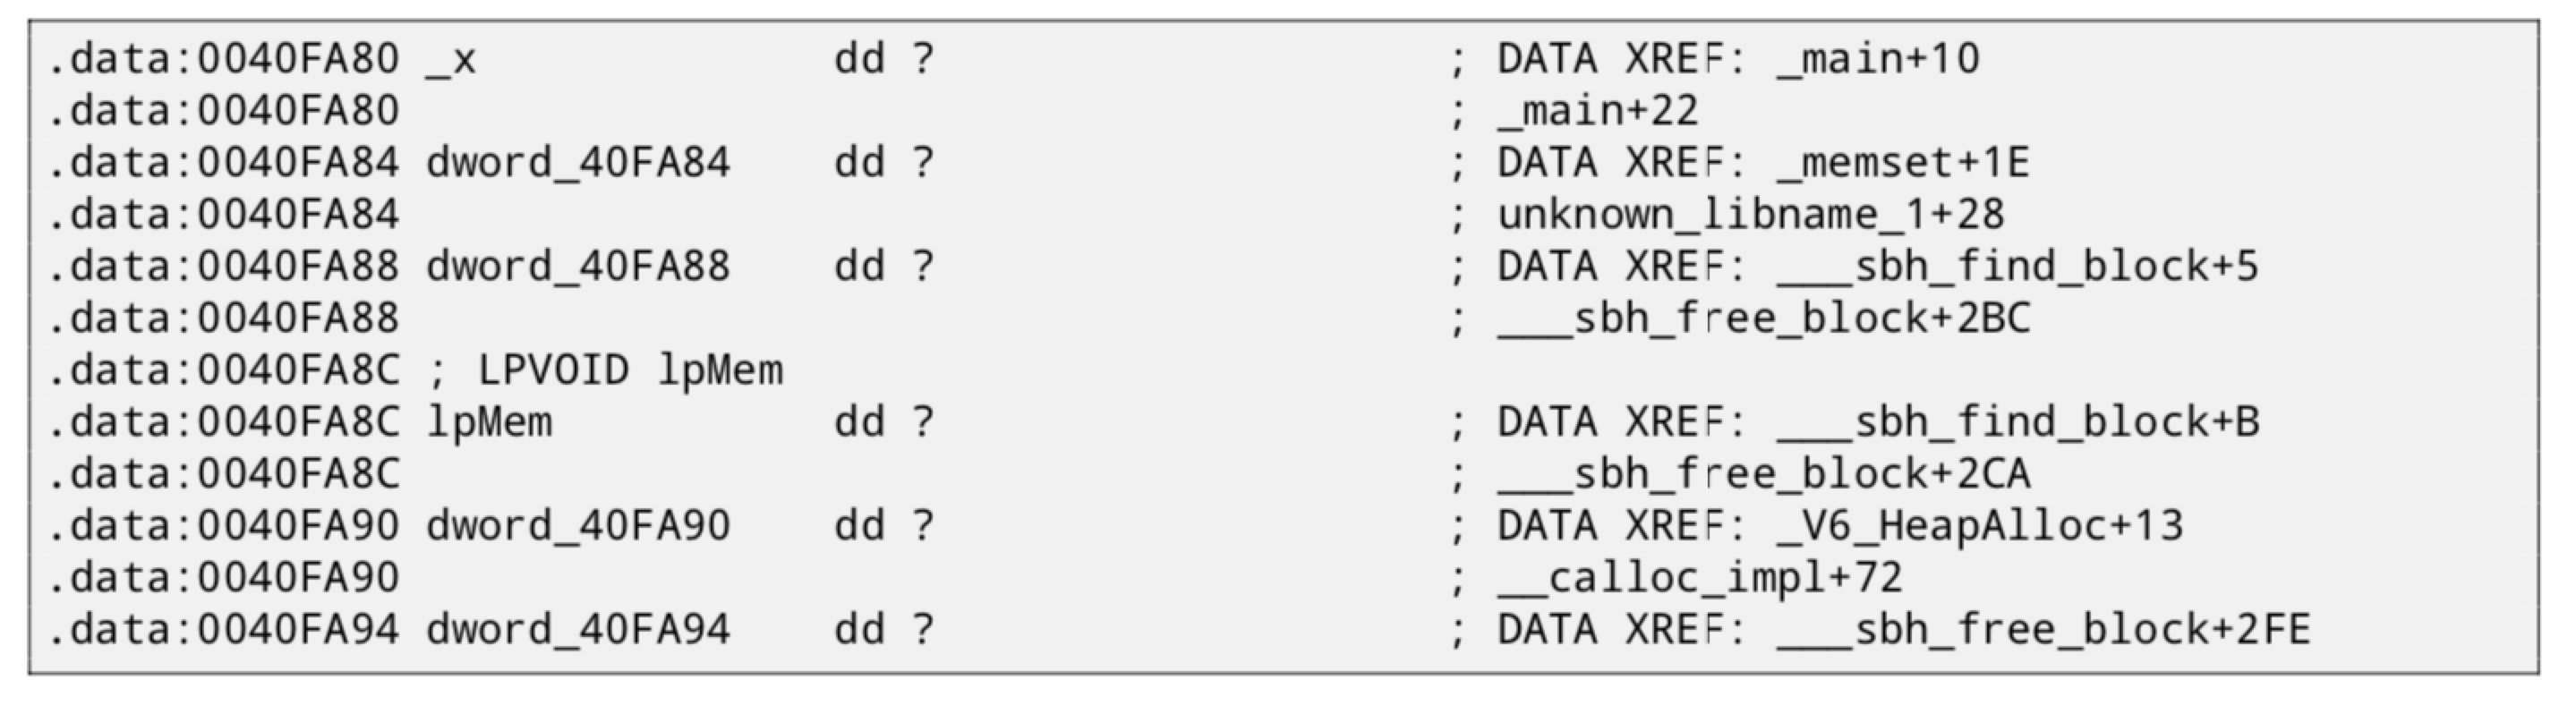 .data:0040FA80 _x              dd ?                    ; DATA XREF: _main+10
.data:0040FA80                                         ; _main+22
.data:0040FA84 dword_40FA84    dd ?                    ; DATA XREF: _memset+1E
.data:0040FA84                                         ; unknown_libname_1+28
.data:0040FA88 dword_40FA88    dd ?                    ; DATA XREF: ___sbh_find_block+5
.data:0040FA88                                         ; ___sbh_free_block+2BC
.data:0040FA8C ; LPVOID lpMem
.data:0040FA8C lpMem           dd ?                    ; DATA XREF: ___sbh_find_block+B
.data:0040FA8C                                         ; ___sbh_free_block+2CA
.data:0040FA90 dword_40FA90    dd ?                    ; DATA XREF: _V6_HeapAlloc+13
.data:0040FA90                                         ; __calloc_impl+72
.data:0040FA94 dword_40FA94    dd ?                    ; DATA XREF: ___sbh_free_block+2FE